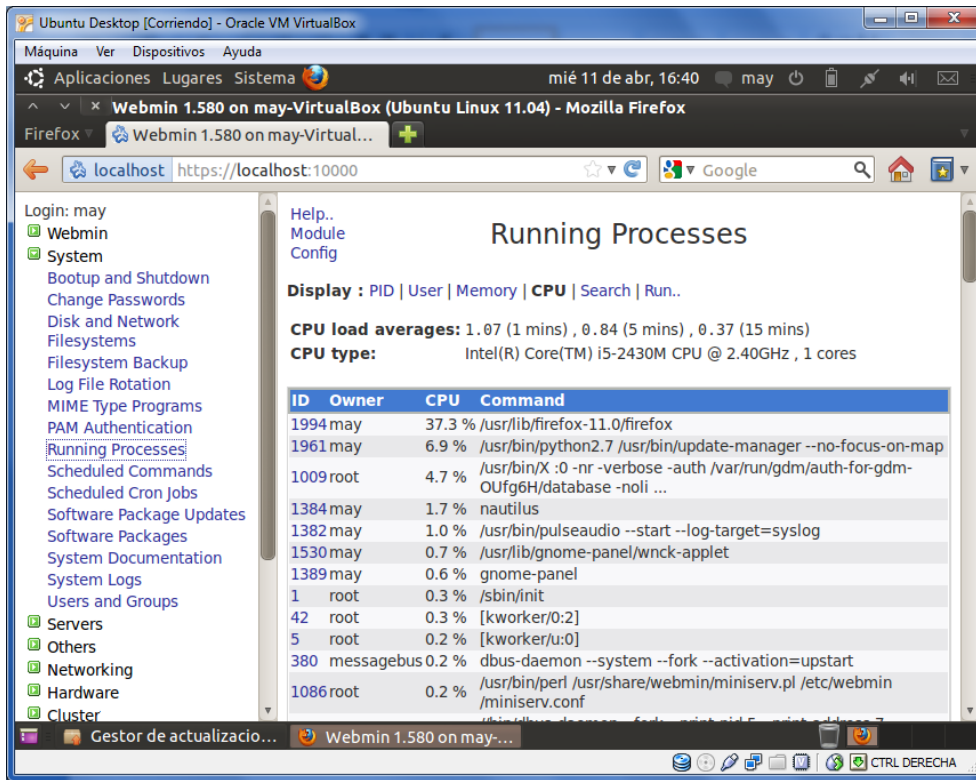 Ubuntu Desktop [Corriendo] - Oracle VM VirtualBox
Máquina Ver Dispositivos Ayuda
Aplicaciones Lugares Sistema mié 11 de abr, 16:40 may
Webmin 1.580 on may-VirtualBox (Ubuntu Linux 11.04) - Mozilla Firefox
Firefox Webmin 1.580 on may-Virtual...
localhost https://localhost:10000 Google
Login: may
Webmin
System
Bootup and Shutdown
Change Passwords
Disk and Network
Filesystems
Filesystem Backup
Log File Rotation
MIME Type Programs
PAM Authentication
Running Processes
Scheduled Commands
Scheduled Cron Jobs
Software Package Updates
Software Packages
System Documentation
System Logs
Users and Groups
Servers
Others
Networking
Hardware
Cluster
Help..
Module
Config
Running Processes
Display : PID | User | Memory | CPU | Search | Run..
CPU load averages: 1.07 (1 mins) , 0.84 (5 mins) , 0.37 (15 mins)
CPU type: Intel(R) Core(TM) i5-2430M CPU @ 2.40GHz , 1 cores
ID Owner CPU Command
1994 may 37.3 % /usr/lib/firefox-11.0/firefox
1961 may 6.9 % /usr/bin/python2.7 /usr/bin/update-manager --no-focus-on-map
1009 root 4.7 % /usr/bin/X :0 -nr -verbose -auth /var/run/gdm/auth-for-gdm-
OUfg6H/database -noli ...
1384 may 1.7 % nautilus
1382 may 1.0 % /usr/bin/pulseaudio --start --log-target=syslog
1530 may 0.7 % /usr/lib/gnome-panel/wnck-applet
1389 may 0.6 % gnome-panel
1 root 0.3 % /sbin/init
42 root 0.3 % [kworker/0:2]
5 root 0.2 % [kworker/u:0]
380 messagebus 0.2 % dbus-daemon --system --fork --activation=upstart
1086 root 0.2 % /usr/bin/perl /usr/share/webmin/miniserv.pl /etc/webmin
/miniserv.conf
Gestor de actualizacio... Webmin 1.580 on may-...
CTRL DERECHA